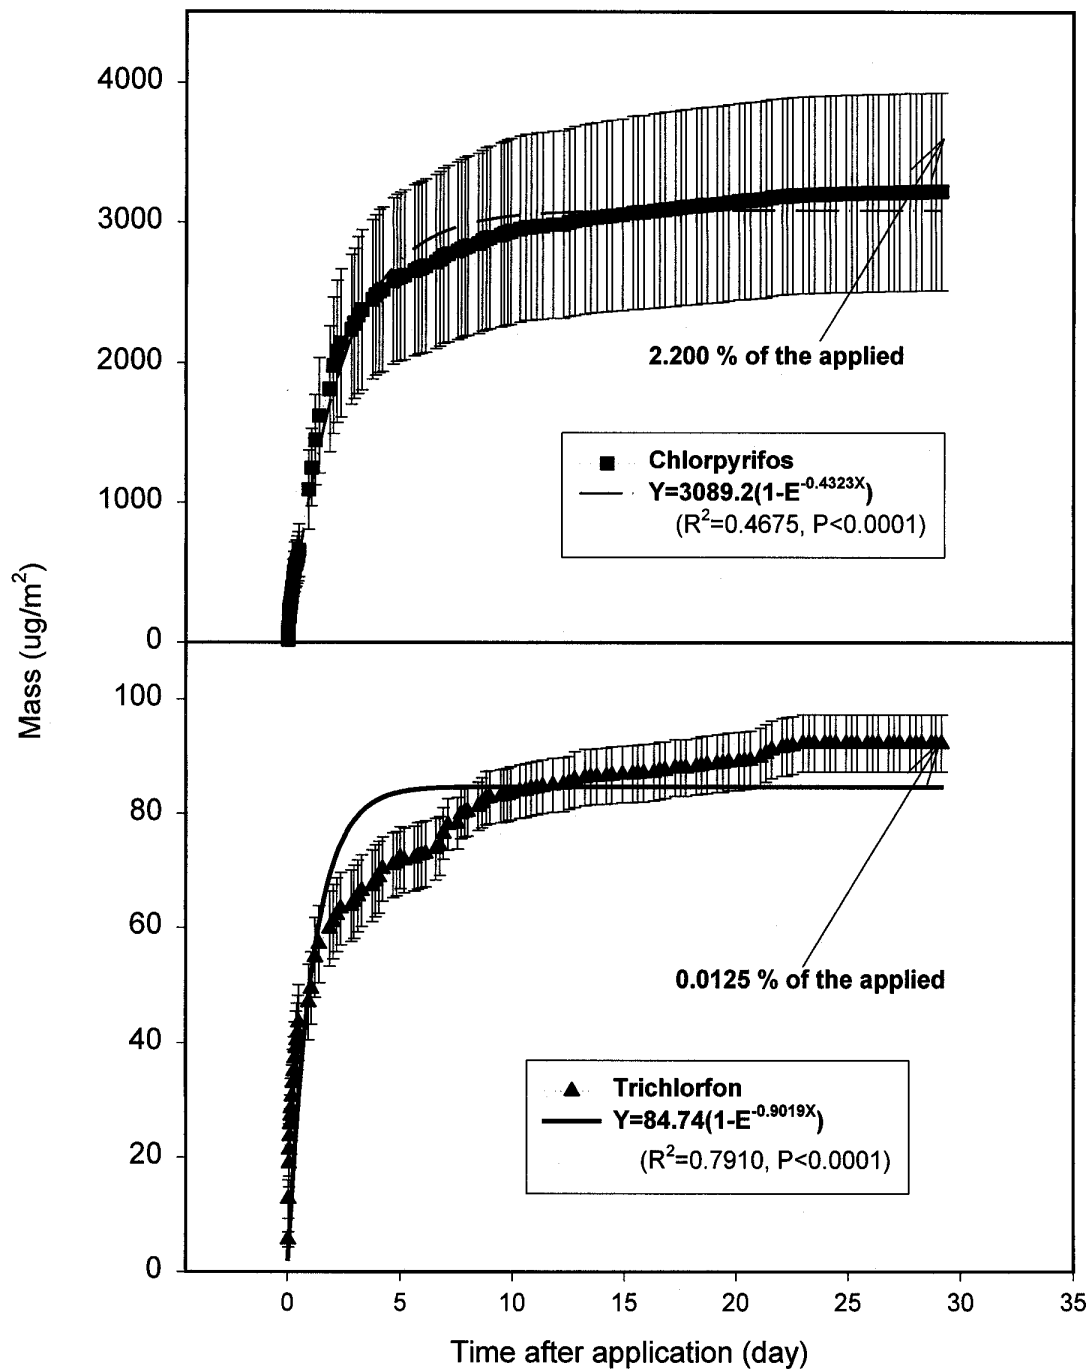 4000
3000
2000
1000
0
2.200 % of the applied
Chlorpyrifos
Y=3089.2(1-E^-0.4323X)
(R²=0.4675, P<0.0001)
Mass (ug/m²)
100
80
60
40
20
0
0.0125 % of the applied
Trichlorfon
Y=84.74(1-E^-0.9019X)
(R²=0.7910, P<0.0001)
0 5 10 15 20 25 30 35
Time after application (day)